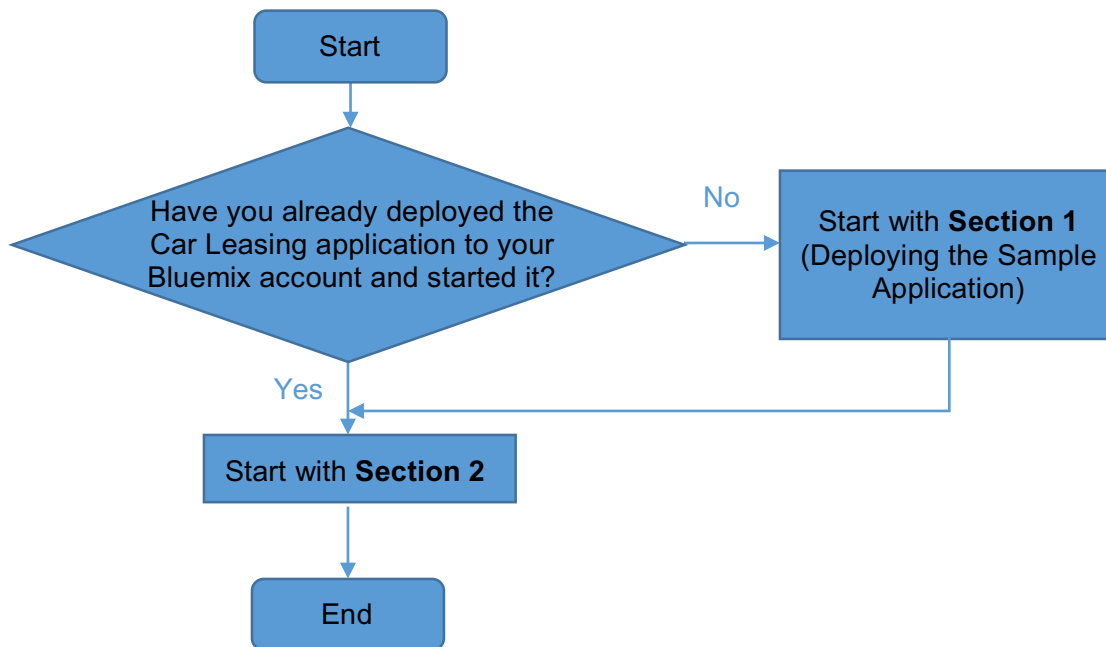 Start
Have you already deployed the
Car Leasing application to your
Bluemix account and started it?
No
Start with Section 1
(Deploying the Sample
Application)
Yes
Start with Section 2
End